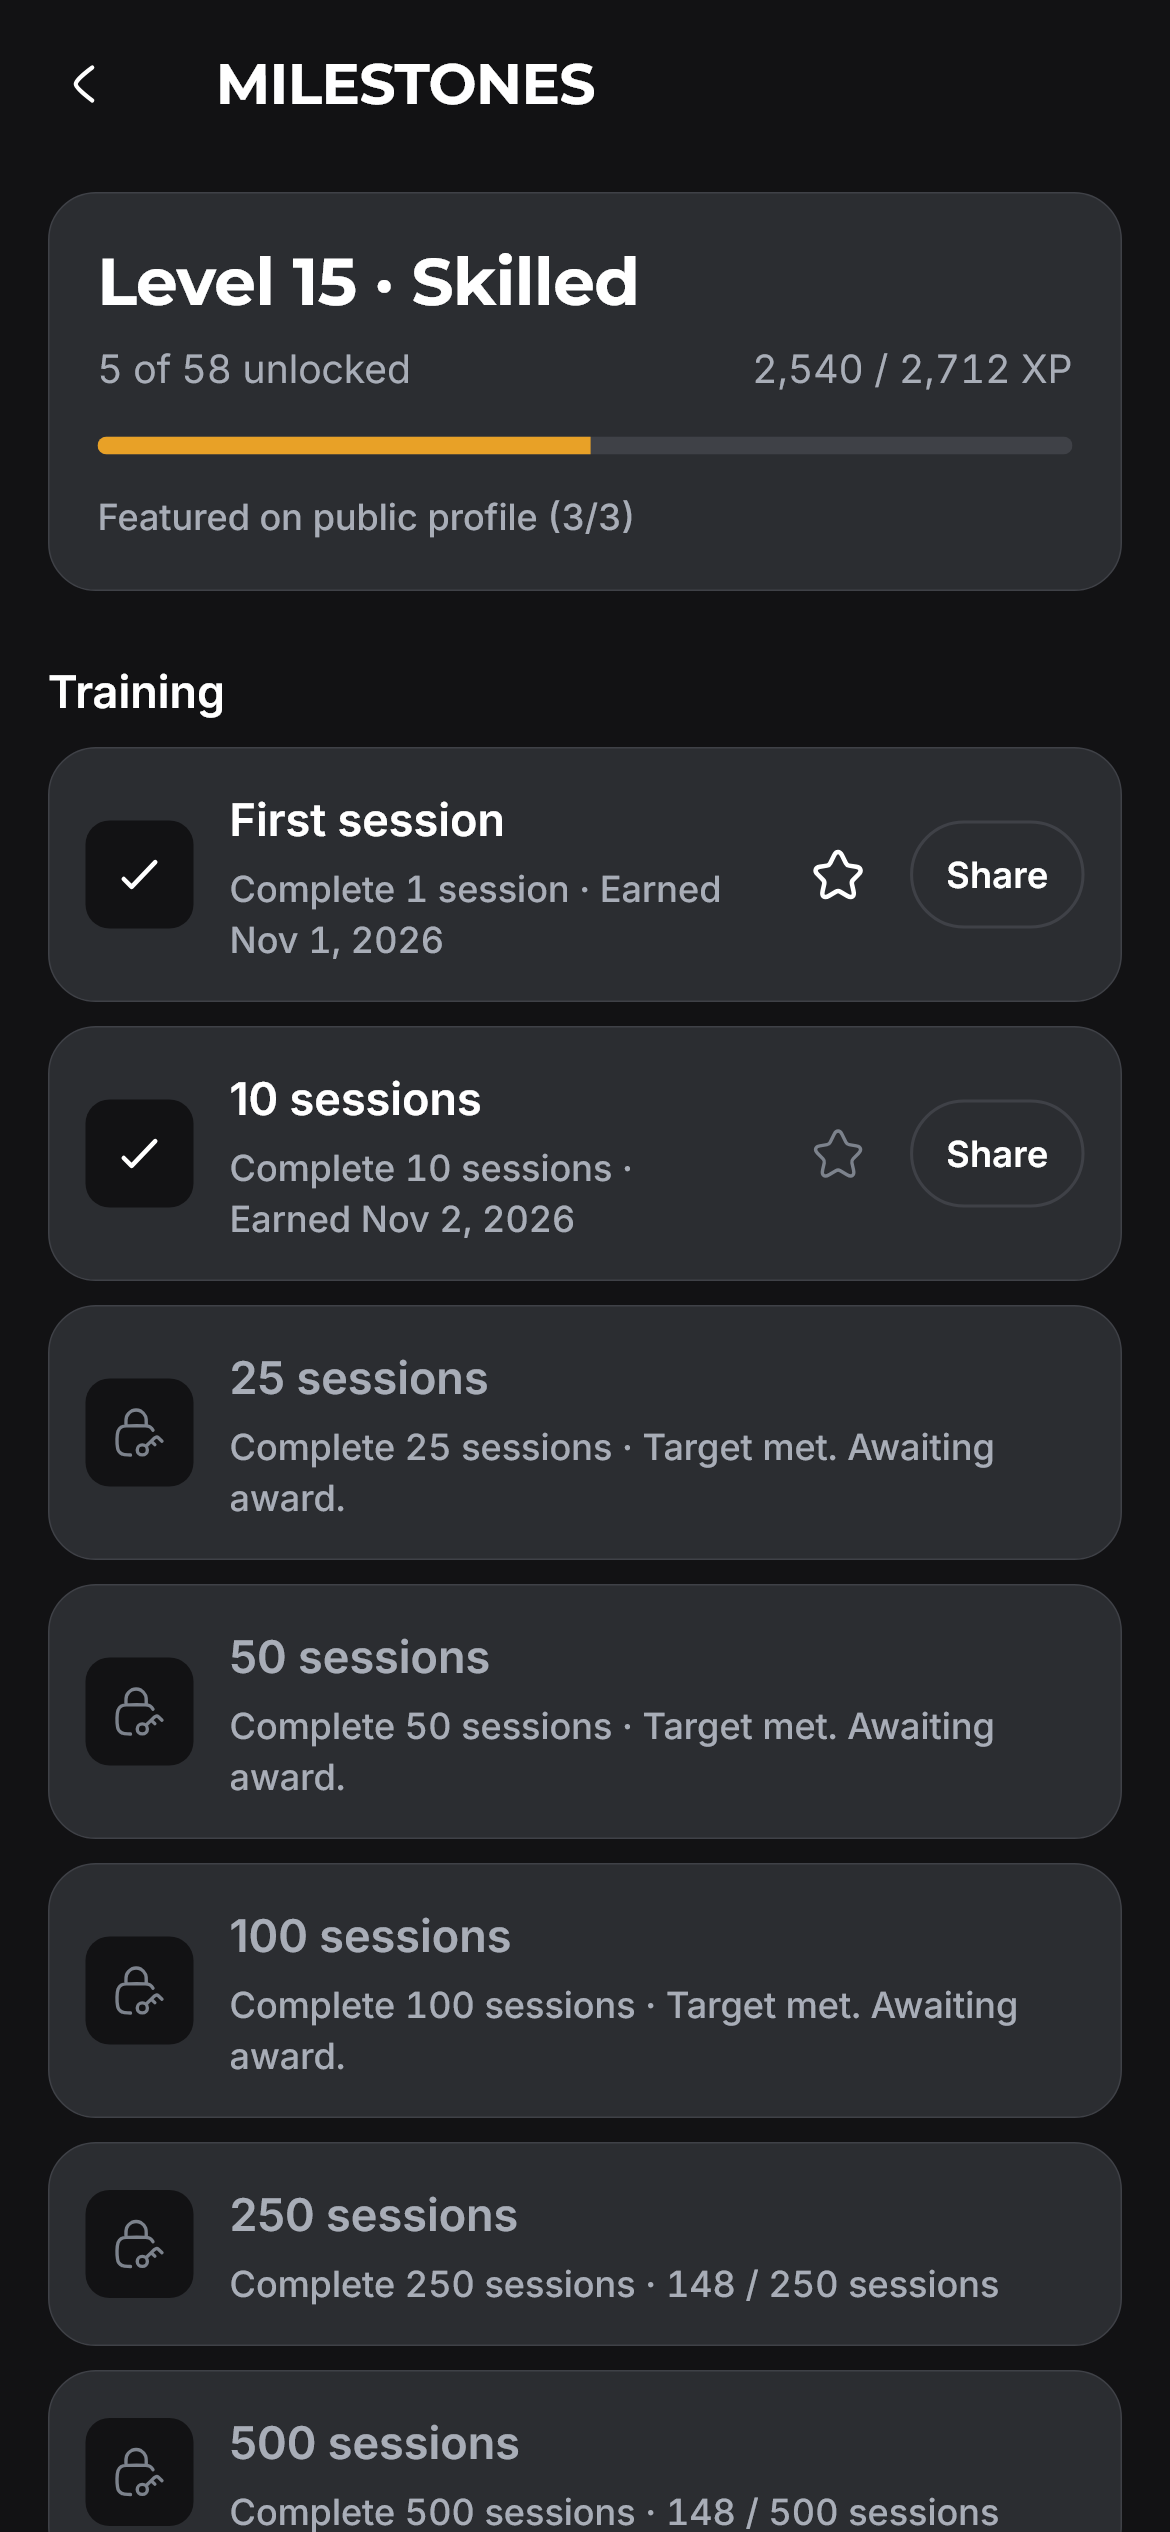 MILESTONES
Level 15 · Skilled
5 of 58 unlocked
2,540 / 2,712 XP
Featured on public profile (3/3)
Training
First session
Complete 1 session · Earned
Nov 1, 2026
Share
10 sessions
Complete 10 sessions ·
Earned Nov 2, 2026
Share
25 sessions
Complete 25 sessions · Target met. Awaiting
award.
50 sessions
Complete 50 sessions · Target met. Awaiting
award.
100 sessions
Complete 100 sessions · Target met. Awaiting
award.
250 sessions
Complete 250 sessions · 148 / 250 sessions
500 sessions
Complete 500 sessions · 148 / 500 sessions